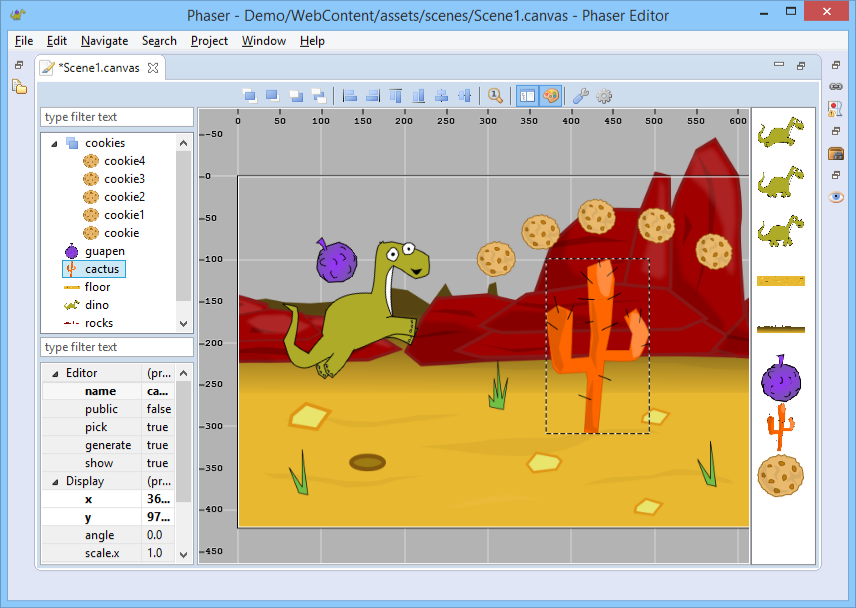 Phaser - Demo/WebContent/assets/scenes/Scene1.canvas - Phaser Editor
File Edit Navigate Search Project Window Help
*Scene1.canvas
type filter text
cookies
cookie4
cookie3
cookie2
cookie1
cookie
guapen
cactus
floor
dino
rocks
type filter text
Editor (pr...
name ca...
public false
pick true
generate true
show true
Display (pr...
x 36...
y 97...
angle 0.0
scale.x 1.0
0 50 100 150 200 250 300 350 400 450 500 550 600
-50
0
50
100
150
200
250
300
350
400
450